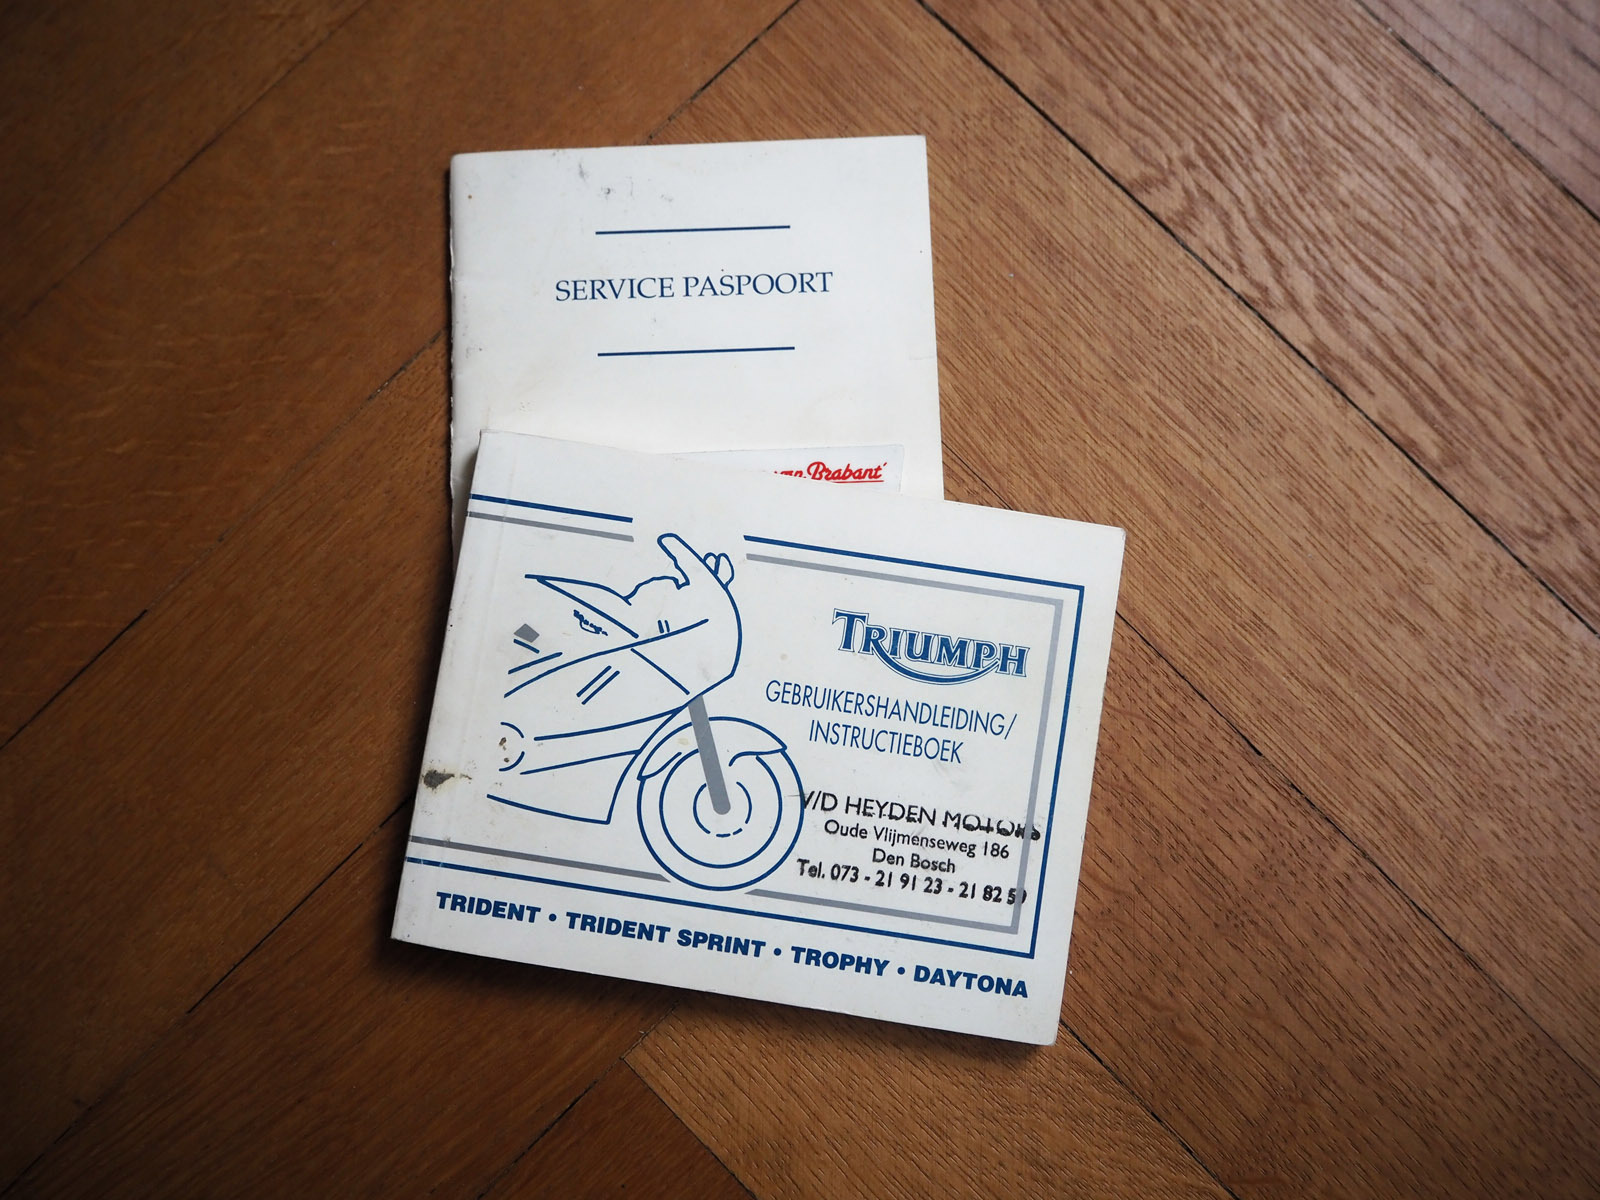 SERVICE PASPOORT
Brabant
TRIUMPH
GEBRUIKERSHANDLEIDING/
INSTRUCTIEBOEK
V/D HEYDEN MOTORS
Oude Vlijmenseweg 186
Den Bosch
Tel. 073 - 21 91 23 - 21 82 59
TRIDENT • TRIDENT SPRINT • TROPHY • DAYTONA